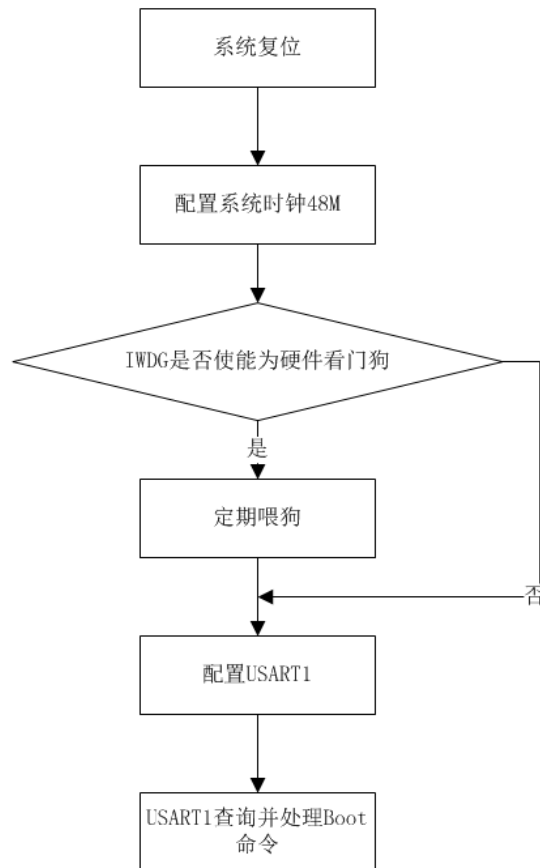 系统复位
配置系统时钟48M
IWDG是否使能为硬件看门狗
是
定期喂狗
否
配置USART1
USART1查询并处理Boot
命令